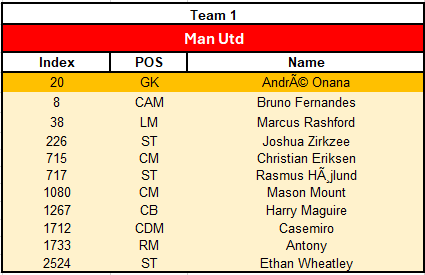 Team 1
Man Utd
Index POS Name
20 GK AndrÃ© Onana
8 CAM Bruno Fernandes
38 LM Marcus Rashford
226 ST Joshua Zirkzee
715 CM Christian Eriksen
717 ST Rasmus HÃ¸jlund
1080 CM Mason Mount
1267 CB Harry Maguire
1712 CDM Casemiro
1733 RM Antony
2524 ST Ethan Wheatley